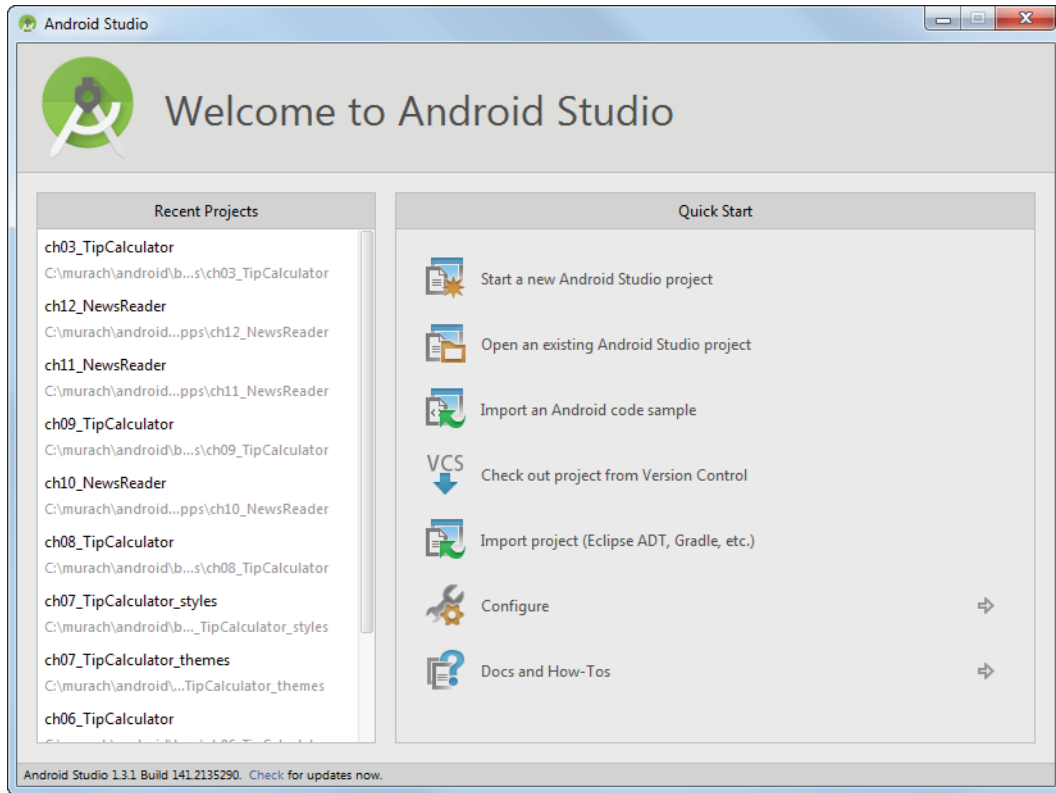 Android Studio
Welcome to Android Studio
Recent Projects
ch03_TipCalculator
C:\murach\android\b...s\ch03_TipCalculator
ch12_NewsReader
C:\murach\android...pps\ch12_NewsReader
ch11_NewsReader
C:\murach\android...pps\ch11_NewsReader
ch09_TipCalculator
C:\murach\android\b...s\ch09_TipCalculator
ch10_NewsReader
C:\murach\android...pps\ch10_NewsReader
ch08_TipCalculator
C:\murach\android\b...s\ch08_TipCalculator
ch07_TipCalculator_styles
C:\murach\android\b..._TipCalculator_styles
ch07_TipCalculator_themes
C:\murach\android\...TipCalculator_themes
ch06_TipCalculator
Quick Start
Start a new Android Studio project
Open an existing Android Studio project
Import an Android code sample
VCS
Check out project from Version Control
Import project (Eclipse ADT, Gradle, etc.)
Configure
Docs and How-Tos
Android Studio 1.3.1 Build 141.2135290. Check for updates now.